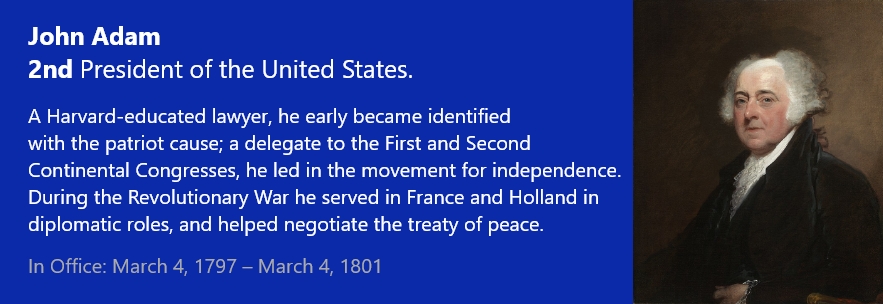 John Adam
2nd President of the United States.
A Harvard-educated lawyer, he early became identified
with the patriot cause; a delegate to the First and Second
Continental Congresses, he led in the movement for independence.
During the Revolutionary War he served in France and Holland in
diplomatic roles, and helped negotiate the treaty of peace.
In Office: March 4, 1797 – March 4, 1801